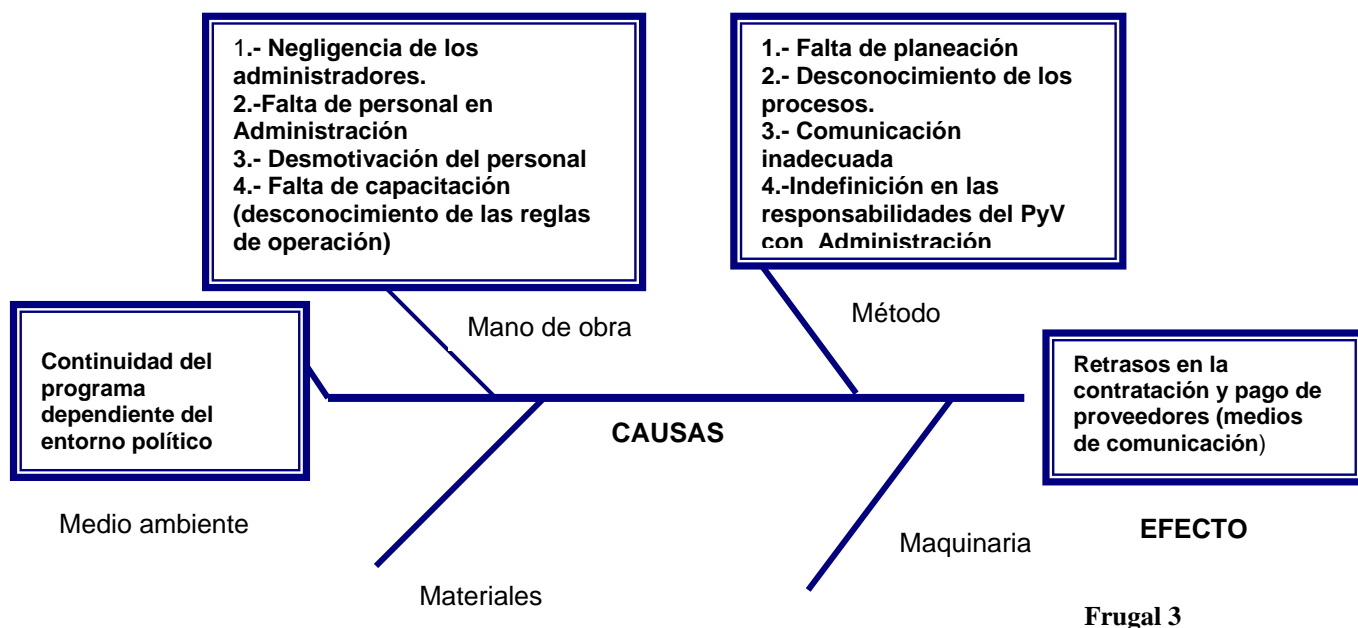 1.- Negligencia de los
administradores.
2.-Falta de personal en
Administración
3.- Desmotivación del personal
4.- Falta de capacitación
(desconocimiento de las reglas
de operación)
1.- Falta de planeación
2.- Desconocimiento de los
procesos.
3.- Comunicación
inadecuada
4.-Indefinición en las
responsabilidades del PyV
con Administración
Mano de obra
Método
Continuidad del
programa
dependiente del
entorno político
CAUSAS
Retrasos en la
contratación y pago de
proveedores (medios
de comunicación)
Medio ambiente
Materiales
Maquinaria
EFECTO
Frugal 3